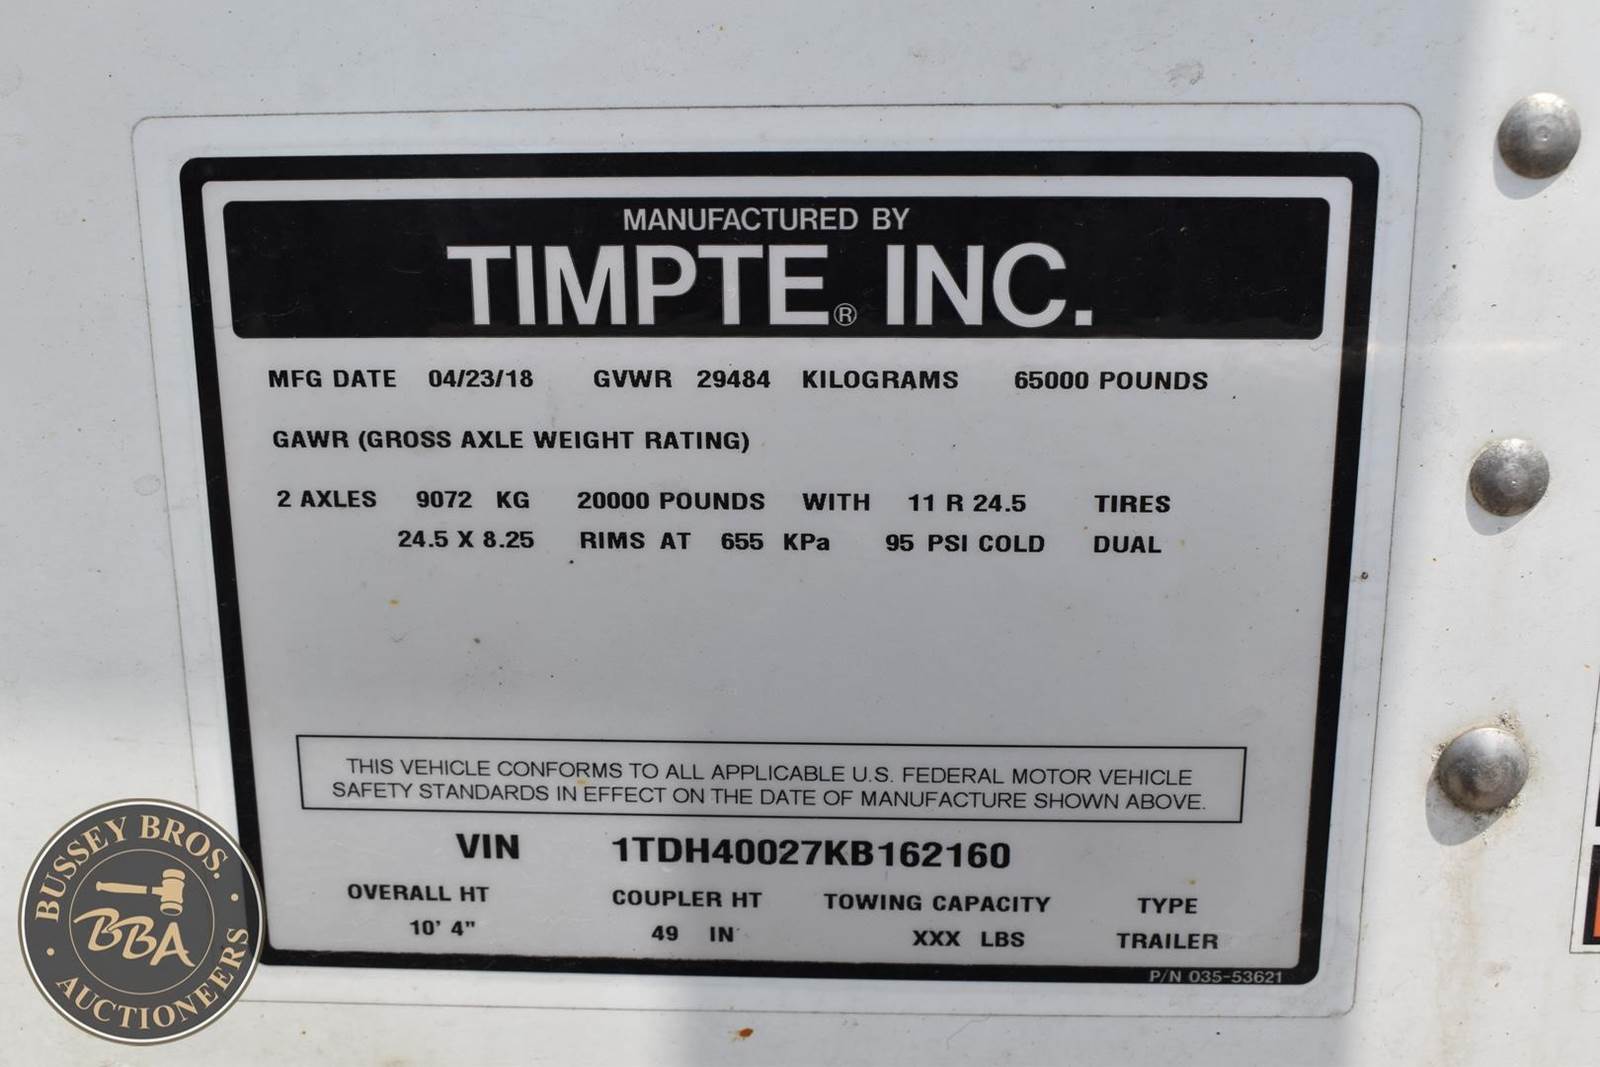 MANUFACTURED BY
TIMPTE® INC.
MFG DATE 04/23/18 GVWR 29484 KILOGRAMS 65000 POUNDS
GAWR (GROSS AXLE WEIGHT RATING)
2 AXLES 9072 KG 20000 POUNDS WITH 11 R 24.5 TIRES
24.5 X 8.25 RIMS AT 655 KPa 95 PSI COLD DUAL
THIS VEHICLE CONFORMS TO ALL APPLICABLE U.S. FEDERAL MOTOR VEHICLE
SAFETY STANDARDS IN EFFECT ON THE DATE OF MANUFACTURE SHOWN ABOVE.
VIN 1TDH40027KB162160
OVERALL HT COUPLER HT TOWING CAPACITY TYPE
10' 4" 49 IN XXX LBS TRAILER
P/N 035-53621
BUSSEY BROS.
BBA
AUCTIONEERS